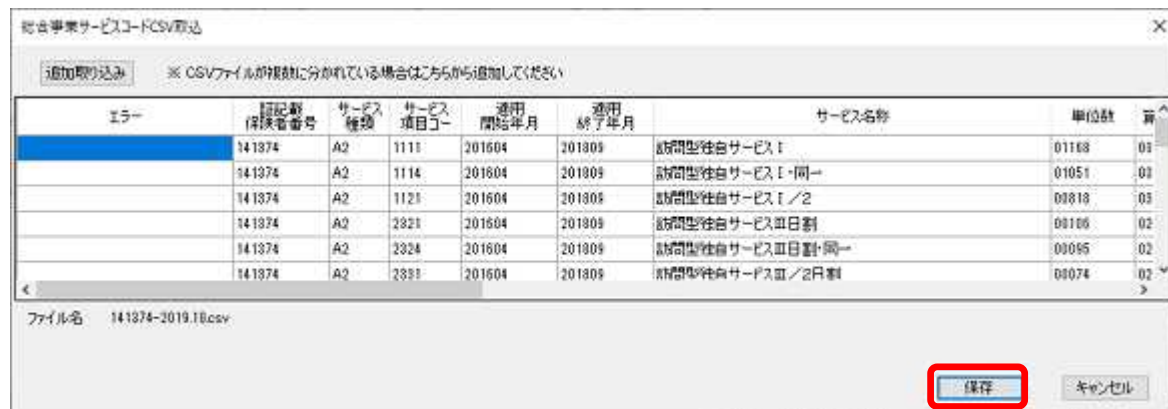 総合事業サービスコードCSV取込
追加取り込み ※ CSVファイルが複数に分かれている場合はこちらから追加してください
エラー 証記載保険者番号 サービス種類 サービス項目コー 適用開始年月 適用終了年月 サービス名称 単位数
141374 A2 1111 201604 201809 訪問型独自サービスⅠ 01168 03
141374 A2 1114 201604 201809 訪問型独自サービスⅠ・同一 01051 03
141374 A2 1121 201604 201809 訪問型独自サービスⅠ／2 00818 03
141374 A2 2321 201604 201809 訪問型独自サービスⅢ日割 00106 02
141374 A2 2324 201604 201809 訪問型独自サービスⅢ日割・同一 00095 02
141374 A2 2331 201604 201809 訪問型独自サービスⅢ／2日割 00074 02
ファイル名 141374-2019.10.csv
保存 キャンセル